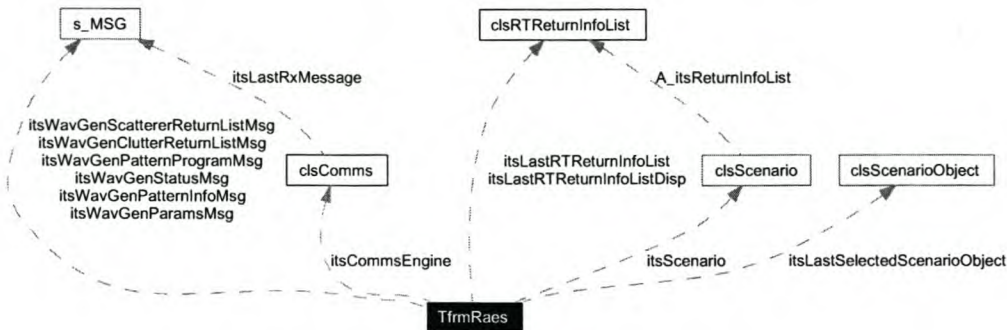 s_MSG
clsRTReturnInfoList
itsLastRxMessage
A_itsReturnInfoList
itsWavGenScattererReturnListMsg
itsWavGenClutterReturnListMsg
itsWavGenPatternProgramMsg
itsWavGenStatusMsg
itsWavGenPatternInfoMsg
itsWavGenParamsMsg
clsComms
itsLastRTReturnInfoList
itsLastRTReturnInfoListDisp
clsScenario
clsScenarioObject
itsCommsEngine
itsScenario
itsLastSelectedScenarioObject
TfrmRaes